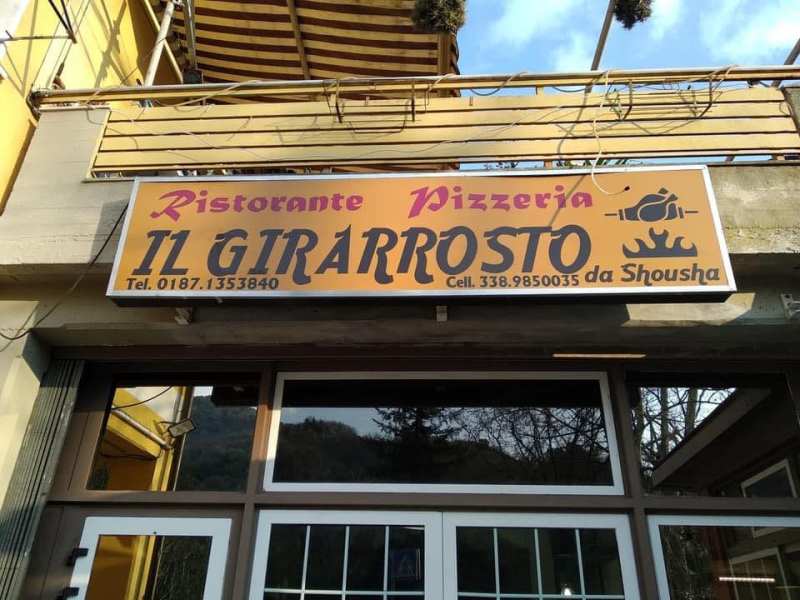 Ristorante Pizzeria
IL GIRARROSTO
Tel. 0187.1353840 Cell. 338.9850035 da Shousha